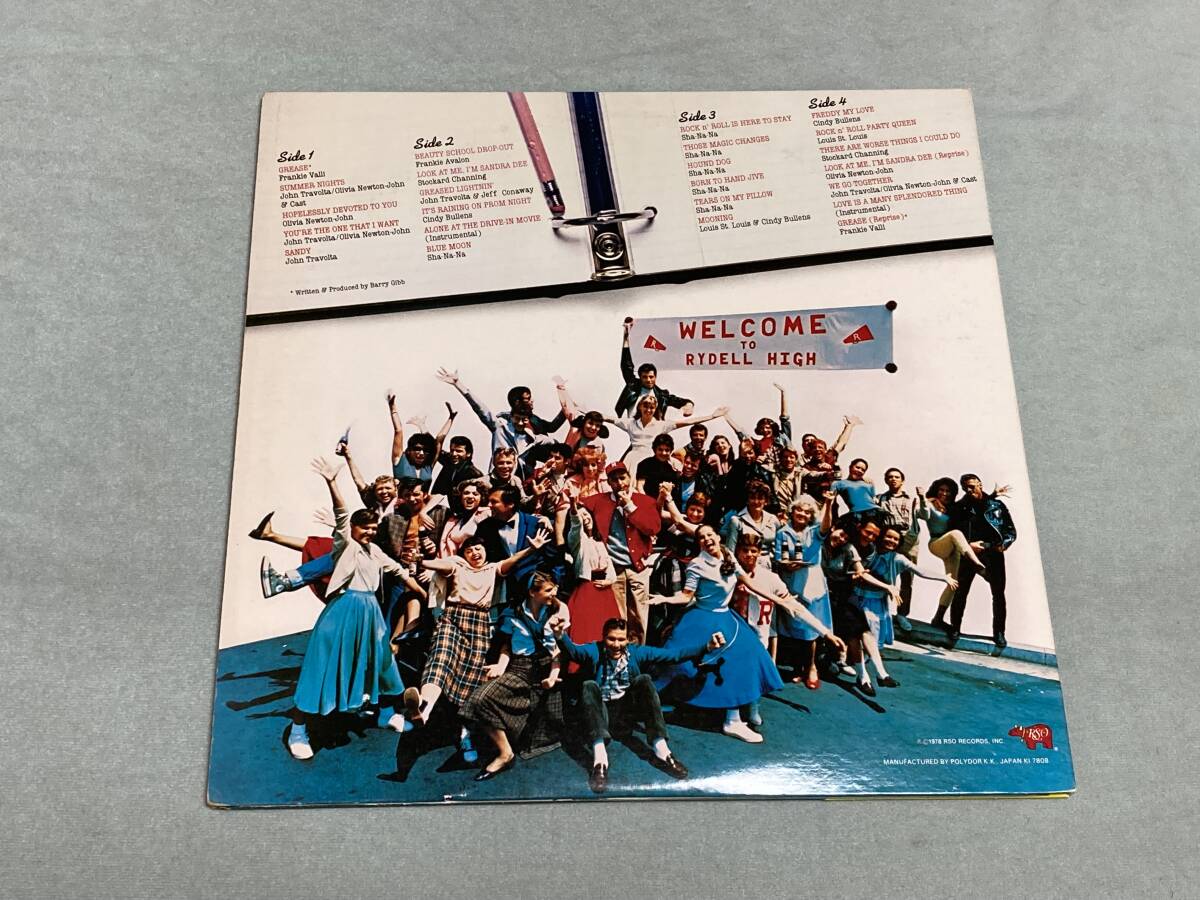 Side 1
GREASE*
Frankie Valli
SUMMER NIGHTS
John Travolta/Olivia Newton-John
& Cast
HOPELESSLY DEVOTED TO YOU
Olivia Newton-John
YOU'RE THE ONE THAT I WANT
John Travolta/Olivia Newton-John
SANDY
John Travolta
* Written & Produced by Barry Gibb
Side 2
BEAUTY SCHOOL DROP-OUT
Frankie Avalon
LOOK AT ME, I'M SANDRA DEE
Stockard Channing
GREASED LIGHTNIN'
John Travolta & Jeff Conaway
IT'S RAINING ON PROM NIGHT
Cindy Bullens
ALONE AT THE DRIVE-IN MOVIE
(Instrumental)
BLUE MOON
Sha-Na-Na
Side 3
ROCK n' ROLL IS HERE TO STAY
Sha-Na-Na
THOSE MAGIC CHANGES
Sha-Na-Na
HOUND DOG
Sha-Na-Na
BORN TO HAND JIVE
Sha-Na-Na
TEARS ON MY PILLOW
Sha-Na-Na
MOONING
Louis St. Louis & Cindy Bullens
Side 4
FREDDY MY LOVE
Cindy Bullens
ROCK n' ROLL PARTY QUEEN
Louis St. Louis
THERE ARE WORSE THINGS I COULD DO
Stockard Channing
LOOK AT ME, I'M SANDRA DEE (Reprise)
Olivia Newton-John
WE GO TOGETHER
John Travolta/Olivia Newton-John & Cast
LOVE IS A MANY SPLENDORED THING
(Instrumental)
GREASE (Reprise)*
Frankie Valli
R WELCOME R
TO
RYDELL HIGH
R
℗©1978 RSO RECORDS, INC.
RSO
MANUFACTURED BY POLYDOR K.K., JAPAN KI 7808